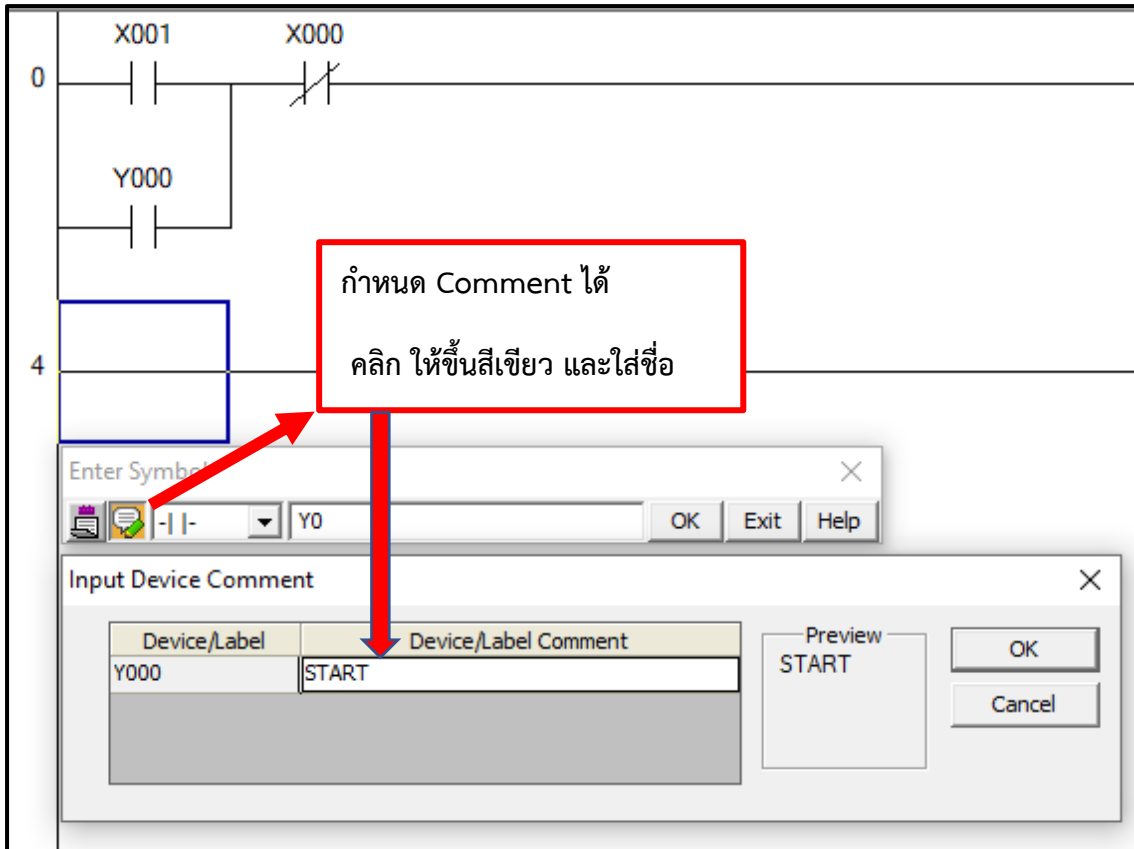 X001 X000
0
Y000
กำหนด Comment ได้
คลิก ให้ขึ้นสีเขียว และใส่ชื่อ
4
Enter Symbol
-| |- Y0 OK Exit Help
Input Device Comment
Device/Label Device/Label Comment Preview OK
Y000 START START
Cancel